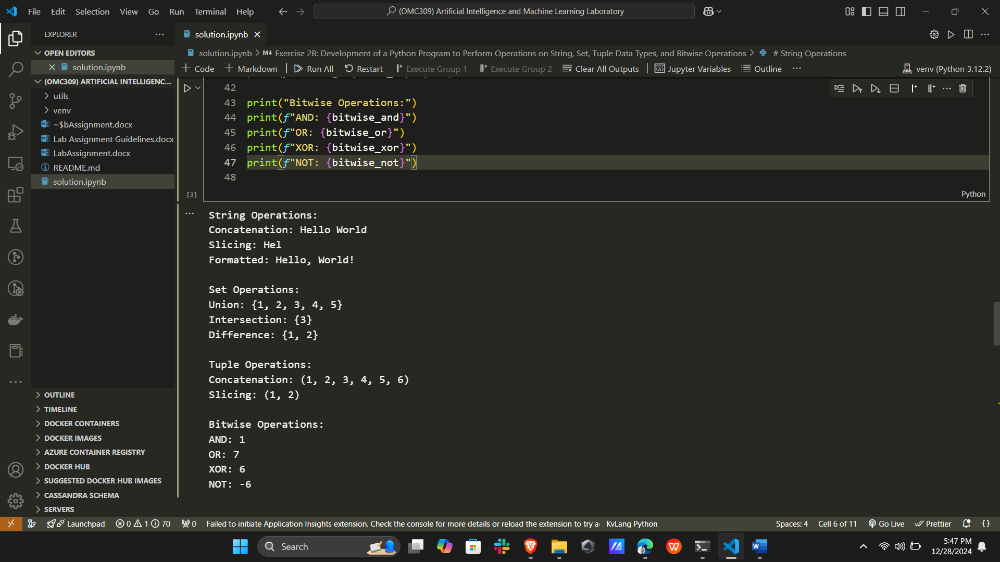 File Edit Selection View Go Run Terminal Help
(OMC309) Artificial Intelligence and Machine Learning Laboratory
EXPLORER
OPEN EDITORS
solution.ipynb
(OMC309) ARTIFICIAL INTELLIGENC...
utils
venv
~$bAssignment.docx
Lab Assignment Guidelines.docx
LabAssignment.docx
README.md
solution.ipynb
OUTLINE
TIMELINE
DOCKER CONTAINERS
DOCKER IMAGES
AZURE CONTAINER REGISTRY
DOCKER HUB
SUGGESTED DOCKER HUB IMAGES
CASSANDRA SCHEMA
SERVERS
solution.ipynb
solution.ipynb > M↓ Exercise 2B: Development of a Python Program to Perform Operations on String, Set, Tuple Data Types, and Bitwise Operations > # String Operations
+ Code + Markdown Run All Restart Execute Group 1 Execute Group 2 Clear All Outputs Jupyter Variables Outline ... venv (Python 3.12.2)
42
43 print("Bitwise Operations:")
44 print(f"AND: {bitwise_and}")
45 print(f"OR: {bitwise_or}")
46 print(f"XOR: {bitwise_xor}")
47 print(f"NOT: {bitwise_not}")
48
[3]
Python
String Operations:
Concatenation: Hello World
Slicing: Hel
Formatted: Hello, World!
Set Operations:
Union: {1, 2, 3, 4, 5}
Intersection: {3}
Difference: {1, 2}
Tuple Operations:
Concatenation: (1, 2, 3, 4, 5, 6)
Slicing: (1, 2)
Bitwise Operations:
AND: 1
OR: 7
XOR: 6
NOT: -6
Launchpad 0 1 70 0 Failed to initiate Application Insights extension. Check the console for more details or reload the extension to try ag KvLang Python Spaces: 4 Cell 6 of 11 Go Live Prettier {}
Search
5:47 PM
12/28/2024